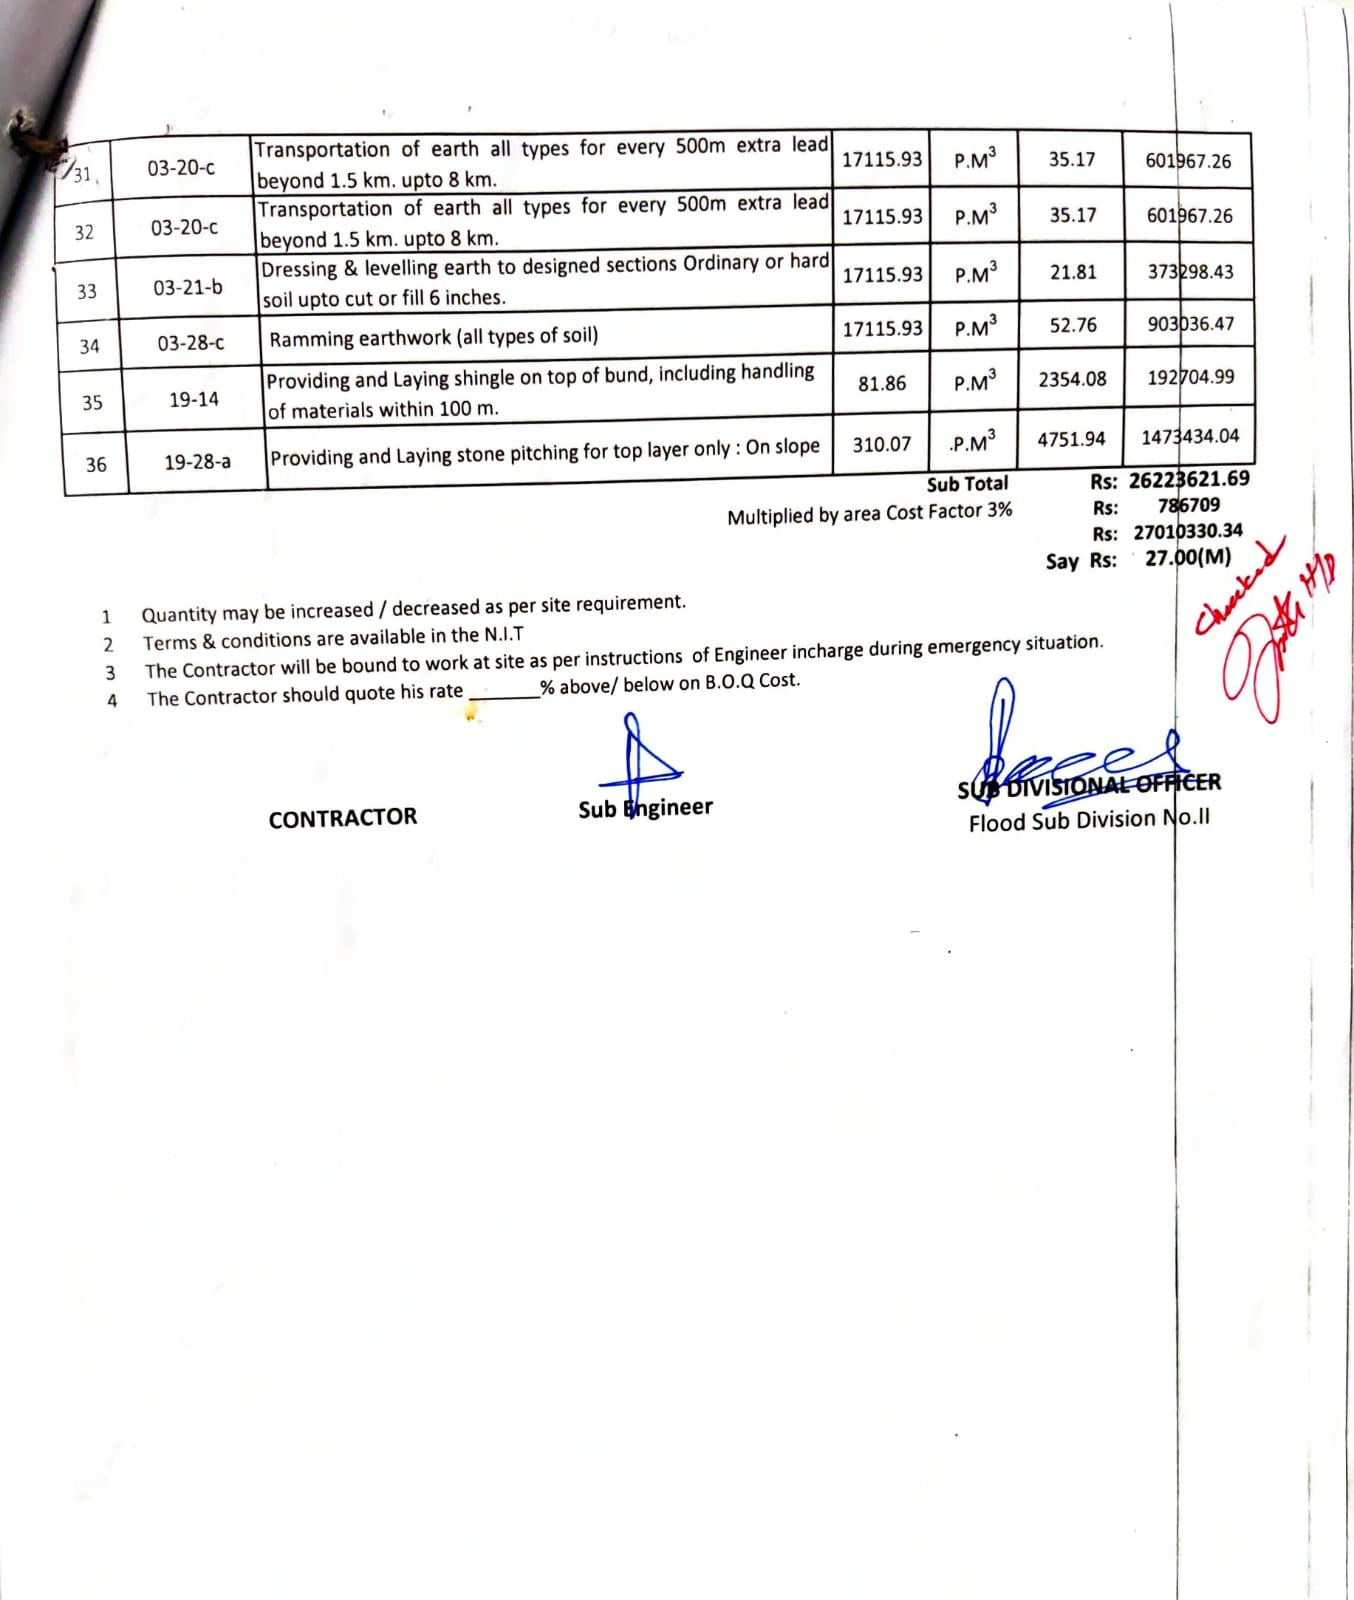 31 03-20-c Transportation of earth all types for every 500m extra lead 17115.93 P.M³ 35.17 601967.26
beyond 1.5 km. upto 8 km.
32 03-20-c Transportation of earth all types for every 500m extra lead 17115.93 P.M³ 35.17 601967.26
beyond 1.5 km. upto 8 km.
33 03-21-b Dressing & levelling earth to designed sections Ordinary or hard 17115.93 P.M³ 21.81 373298.43
soil upto cut or fill 6 inches.
34 03-28-c Ramming earthwork (all types of soil) 17115.93 P.M³ 52.76 903036.47
35 19-14 Providing and Laying shingle on top of bund, including handling 81.86 P.M³ 2354.08 192704.99
of materials within 100 m.
36 19-28-a Providing and Laying stone pitching for top layer only : On slope 310.07 .P.M³ 4751.94 1473434.04
Sub Total Rs: 26223621.69
Multiplied by area Cost Factor 3% Rs: 786709
Rs: 27010330.34
Say Rs: 27.00(M)
Checked
1 Quantity may be increased / decreased as per site requirement.
2 Terms & conditions are available in the N.I.T
3 The Contractor will be bound to work at site as per instructions of Engineer incharge during emergency situation.
4 The Contractor should quote his rate ______% above/ below on B.O.Q Cost.
CONTRACTOR
Sub Engineer
SUB DIVISIONAL OFFICER
Flood Sub Division No.II